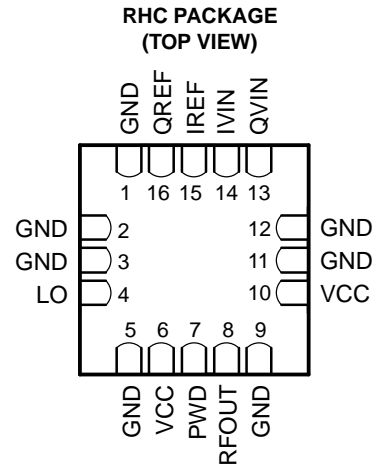 RHC PACKAGE
(TOP VIEW)
GND
QREF
IREF
IVIN
QVIN
1 16 15 14 13
GND 2 12 GND
GND 3 11 GND
LO 4 10 VCC
5 6 7 8 9
GND
VCC
PWD
RFOUT
GND